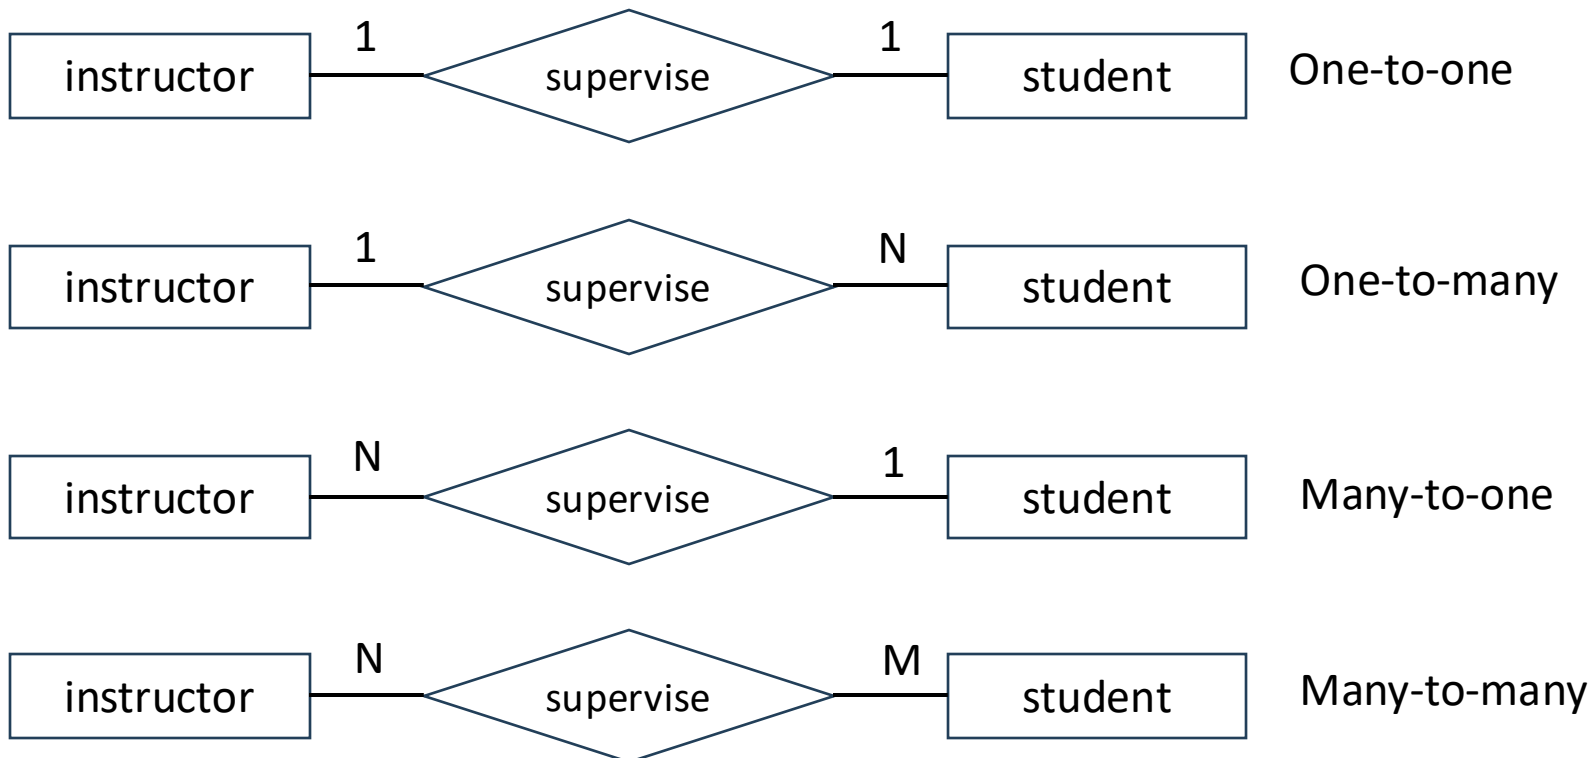 1 1
instructor supervise student One-to-one
1 N
instructor supervise student One-to-many
N 1
instructor supervise student Many-to-one
N M
instructor supervise student Many-to-many